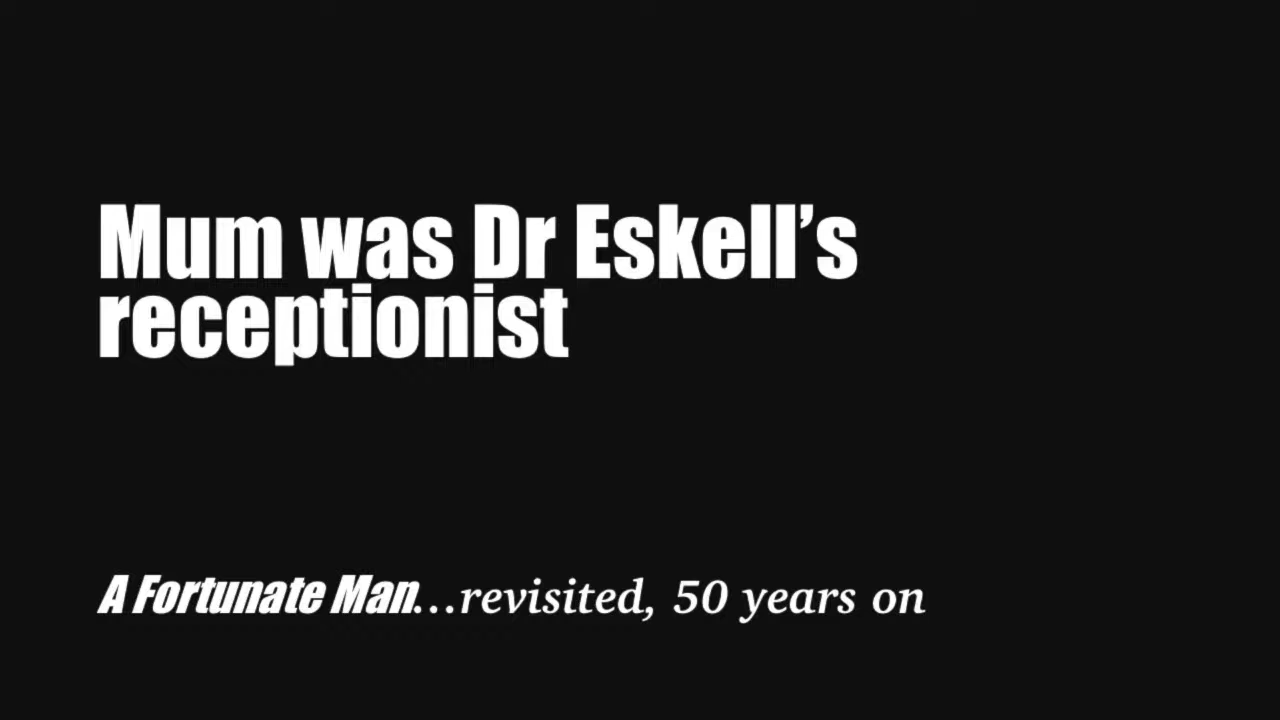 Mum was Dr Eskell’s
receptionist
A Fortunate Man...revisited, 50 years on